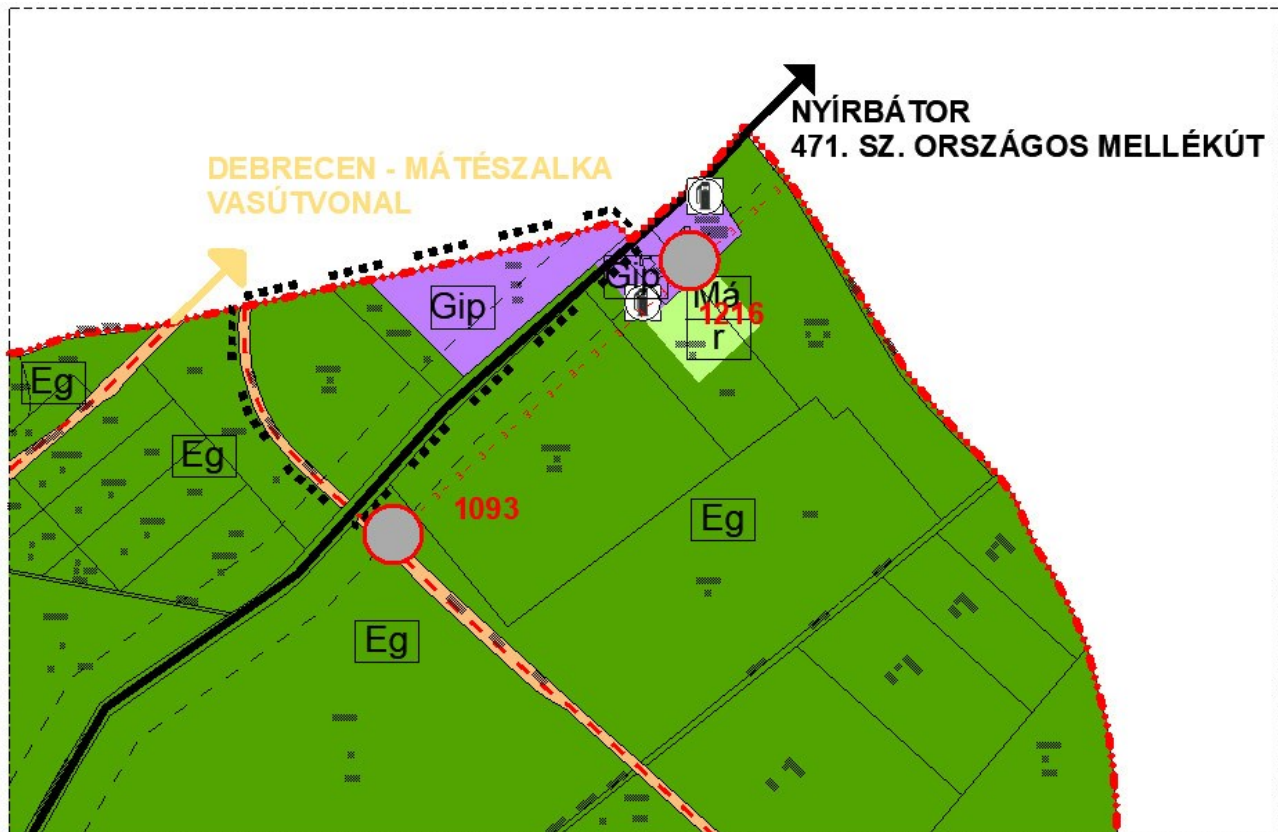 NYÍRBÁTOR
471. SZ. ORSZÁGOS MELLÉKÚT
DEBRECEN - MÁTÉSZALKA
VASÚTVONAL
Gip
Gip
Má
r
1216
Eg
Eg
1093
Eg
Eg